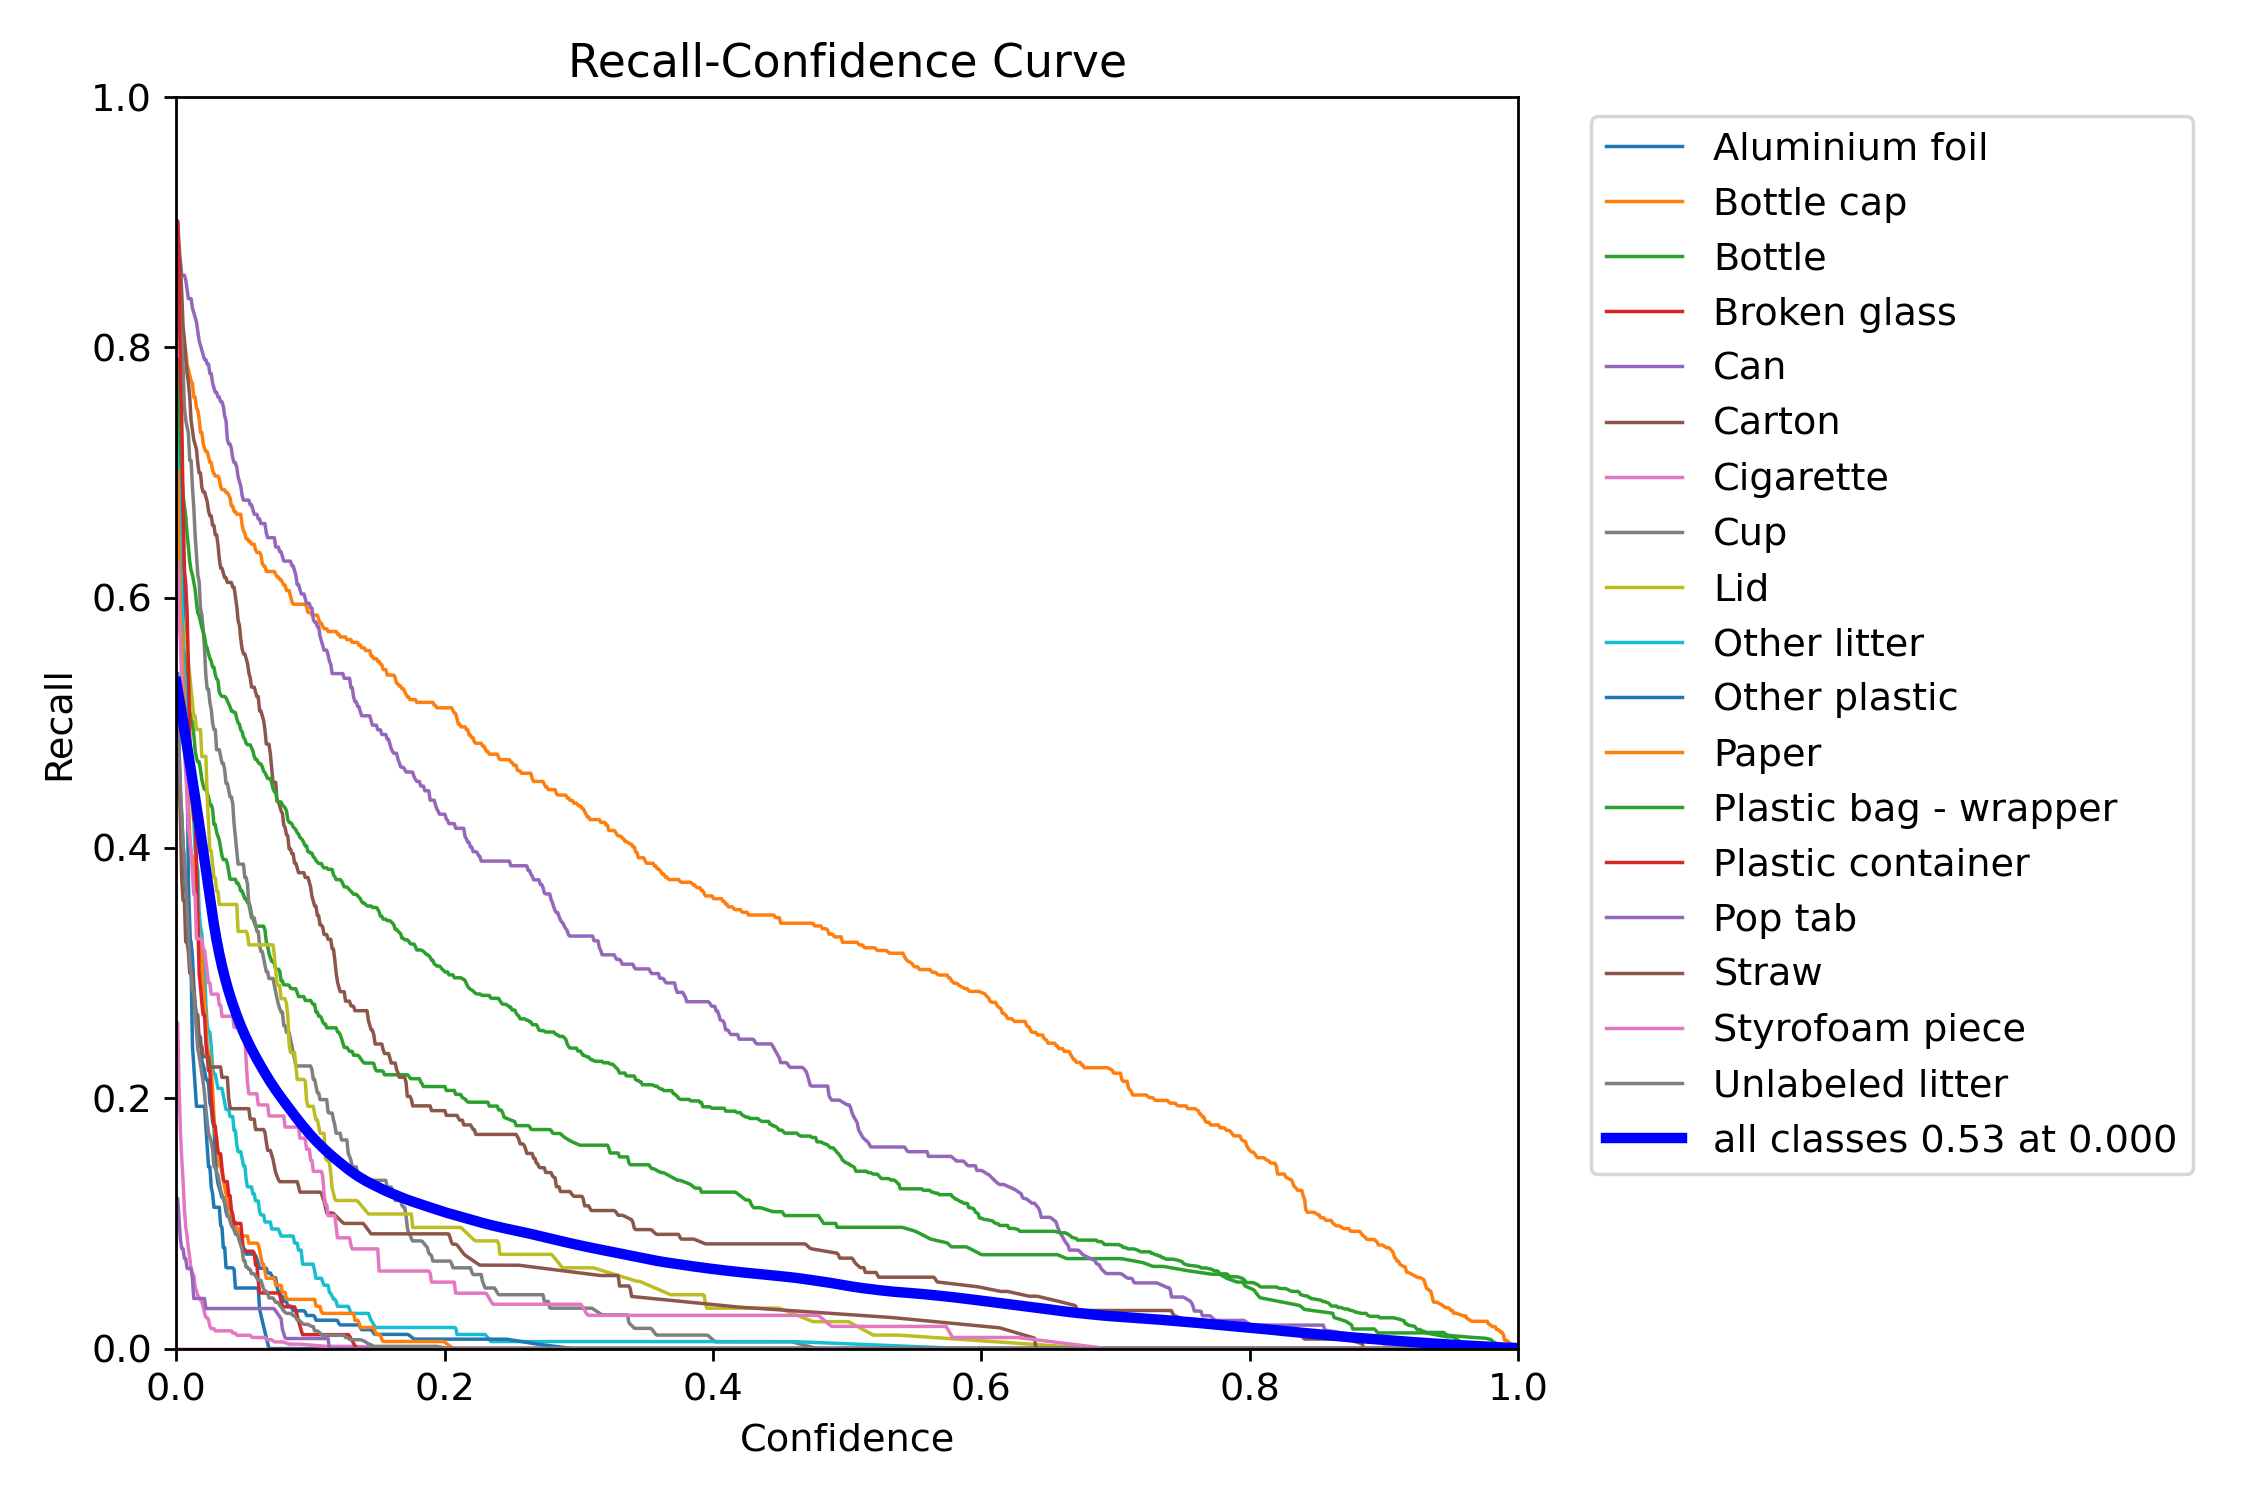 Recall-Confidence Curve
1.0
0.8
0.6
0.4
0.2
0.0
Recall
0.0 0.2 0.4 0.6 0.8 1.0
Confidence
Aluminium foil
Bottle cap
Bottle
Broken glass
Can
Carton
Cigarette
Cup
Lid
Other litter
Other plastic
Paper
Plastic bag - wrapper
Plastic container
Pop tab
Straw
Styrofoam piece
Unlabeled litter
all classes 0.53 at 0.000